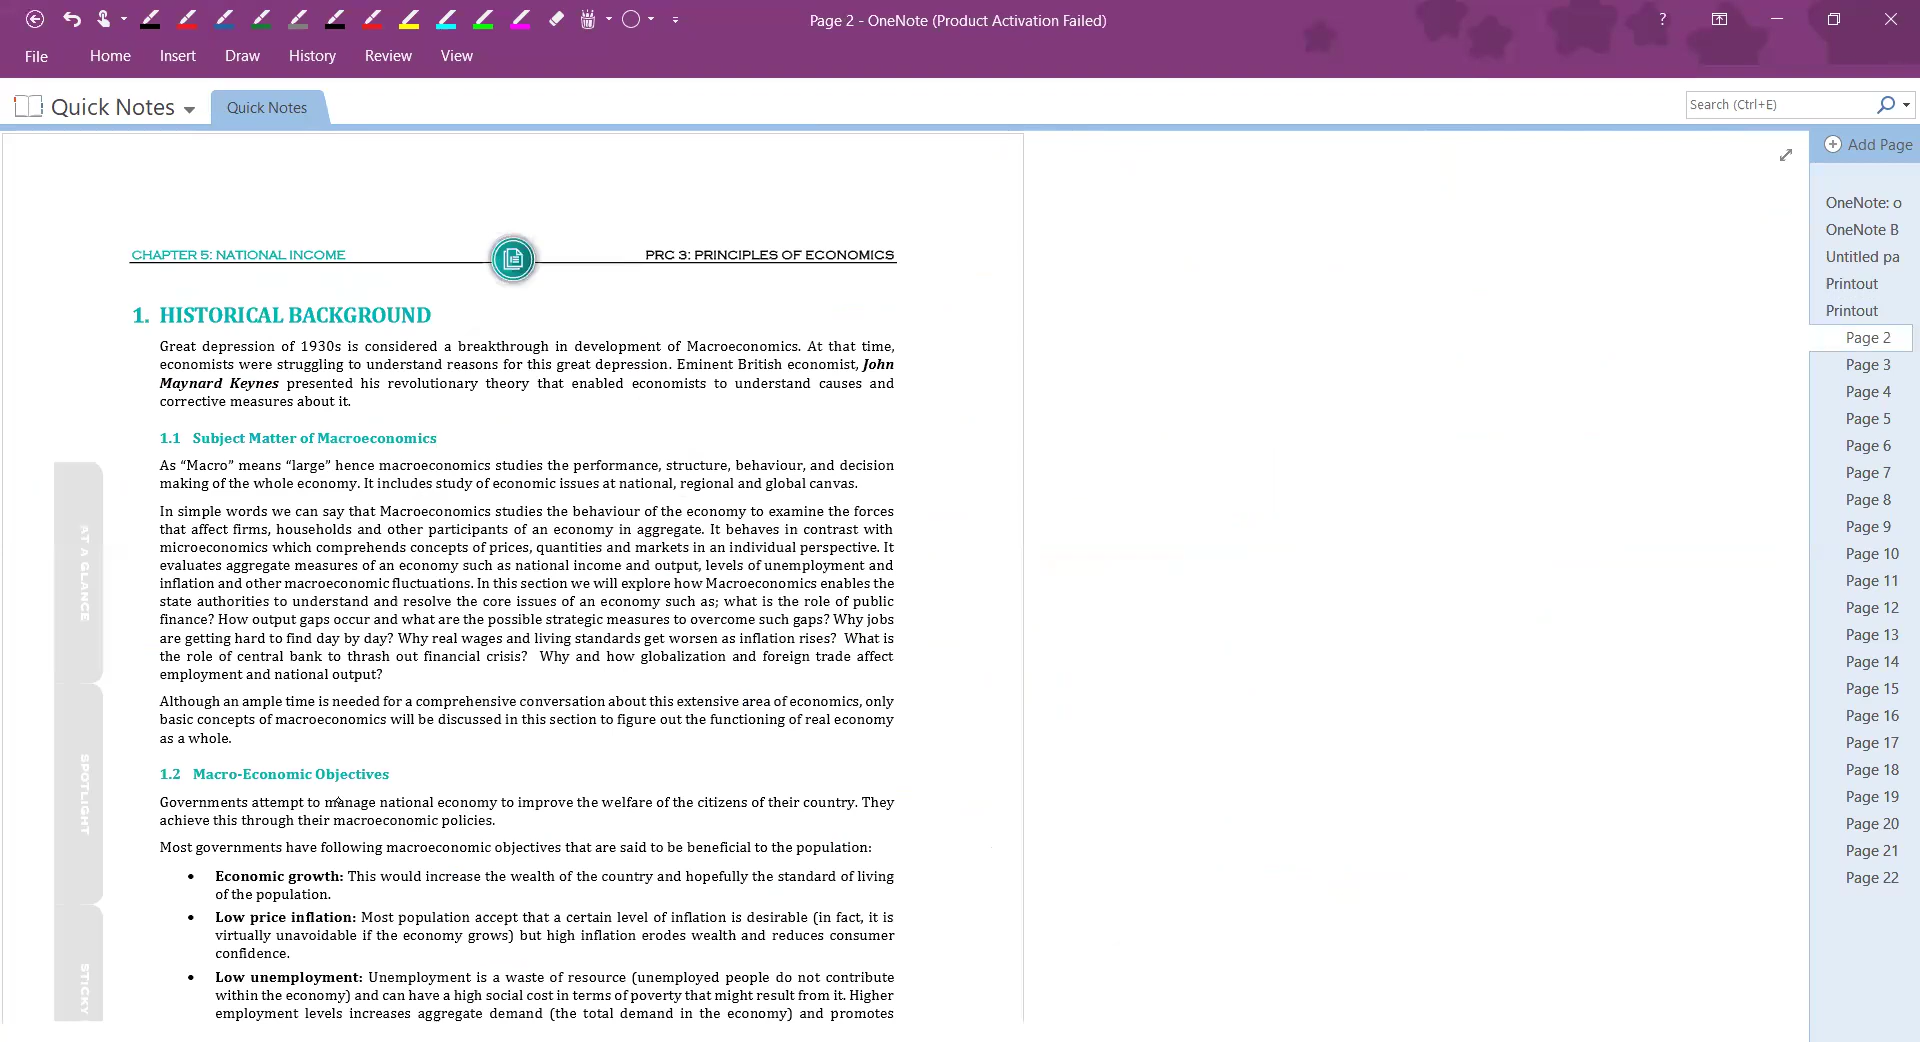 Page 2 - OneNote (Product Activation Failed)
?
File
Home
Insert
Draw
History
Review
View
Quick Notes
Quick Notes
Search (Ctrl+E)
Add Page
CHAPTER 5: NATIONAL INCOME
PRC 3: PRINCIPLES OF ECONOMICS
1. HISTORICAL BACKGROUND
Great depression of 1930s is considered a breakthrough in development of Macroeconomics. At that time,
economists were struggling to understand reasons for this great depression. Eminent British economist, John
Maynard Keynes presented his revolutionary theory that enabled economists to understand causes and
corrective measures about it.
1.1 Subject Matter of Macroeconomics
As “Macro” means “large” hence macroeconomics studies the performance, structure, behaviour, and decision
making of the whole economy. It includes study of economic issues at national, regional and global canvas.
In simple words we can say that Macroeconomics studies the behaviour of the economy to examine the forces
that affect firms, households and other participants of an economy in aggregate. It behaves in contrast with
microeconomics which comprehends concepts of prices, quantities and markets in an individual perspective. It
evaluates aggregate measures of an economy such as national income and output, levels of unemployment and
inflation and other macroeconomic fluctuations. In this section we will explore how Macroeconomics enables the
state authorities to understand and resolve the core issues of an economy such as; what is the role of public
finance? How output gaps occur and what are the possible strategic measures to overcome such gaps? Why jobs
are getting hard to find day by day? Why real wages and living standards get worsen as inflation rises? What is
the role of central bank to thrash out financial crisis? Why and how globalization and foreign trade affect
employment and national output?
Although an ample time is needed for a comprehensive conversation about this extensive area of economics, only
basic concepts of macroeconomics will be discussed in this section to figure out the functioning of real economy
as a whole.
1.2 Macro-Economic Objectives
Governments attempt to manage national economy to improve the welfare of the citizens of their country. They
achieve this through their macroeconomic policies.
Most governments have following macroeconomic objectives that are said to be beneficial to the population:
• Economic growth: This would increase the wealth of the country and hopefully the standard of living
of the population.
• Low price inflation: Most population accept that a certain level of inflation is desirable (in fact, it is
virtually unavoidable if the economy grows) but high inflation erodes wealth and reduces consumer
confidence.
• Low unemployment: Unemployment is a waste of resource (unemployed people do not contribute
within the economy) and can have a high social cost in terms of poverty that might result from it. Higher
employment levels increases aggregate demand (the total demand in the economy) and promotes
AT A GLANCE
SPOTLIGHT
STICKY
OneNote: o
OneNote B
Untitled pa
Printout
Printout
Page 2
Page 3
Page 4
Page 5
Page 6
Page 7
Page 8
Page 9
Page 10
Page 11
Page 12
Page 13
Page 14
Page 15
Page 16
Page 17
Page 18
Page 19
Page 20
Page 21
Page 22